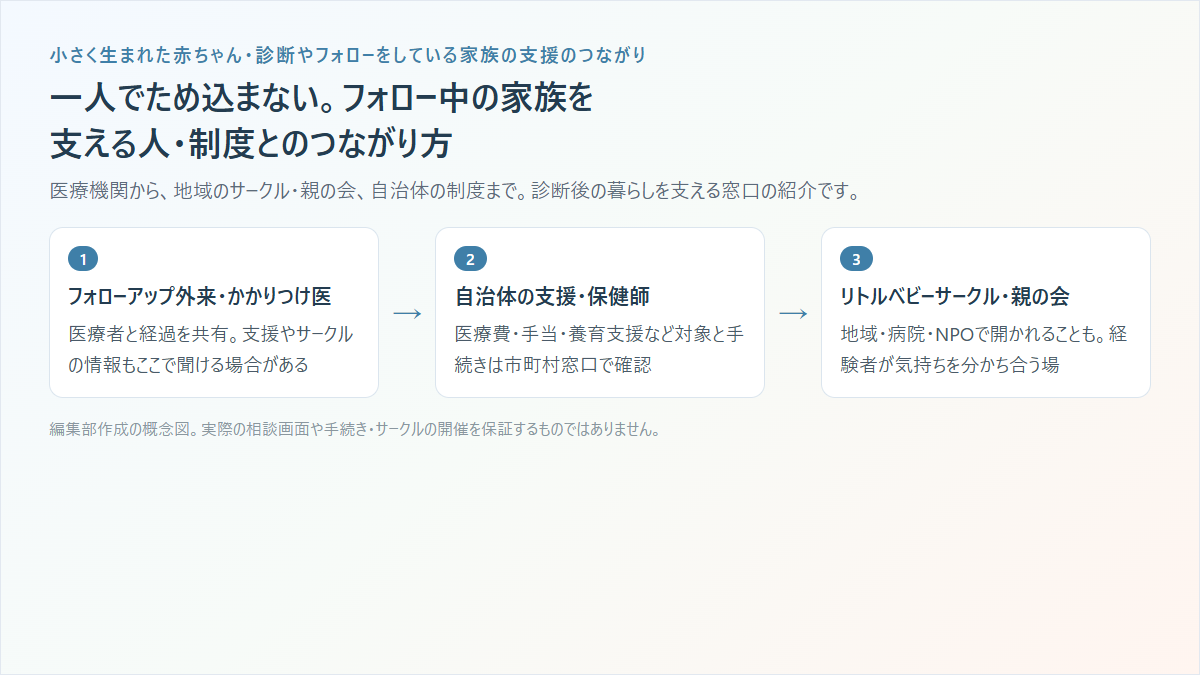 小さく生まれた赤ちゃん・診断やフォローをしている家族の支援のつながり
一人でため込まない。フォロー中の家族を
支える人・制度とのつながり方
医療機関から、地域のサークル・親の会、自治体の制度まで。診断後の暮らしを支える窓口の紹介です。
1
フォローアップ外来・かかりつけ医
医療者と経過を共有。支援やサークル
の情報もここで聞ける場合がある
→
2
自治体の支援・保健師
医療費・手当・養育支援など対象と手
続きは市町村窓口で確認
→
3
リトルベビーサークル・親の会
地域・病院・NPOで開かれることも。経
験者が気持ちを分かち合う場
編集部作成の概念図。実際の相談画面や手続き・サークルの開催を保証するものではありません。